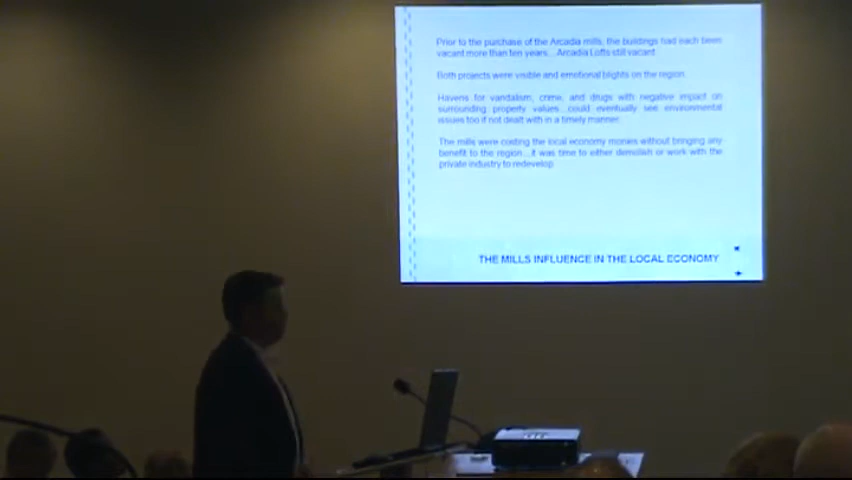 Prior to the purchase of the Arcadia mills, the buildings had each been
vacant more than ten years... Arcadia Lofts still vacant.
Both projects were visible and emotional blights on the region.
Havens for vandalism, crime, and drugs with negative impact on
surrounding property values...could eventually see environmental
issues too if not dealt with in a timely manner.
The mills were costing the local economy monies without bringing any
benefit to the region...it was time to either demolish or work with the
private industry to redevelop.
THE MILLS INFLUENCE IN THE LOCAL ECONOMY